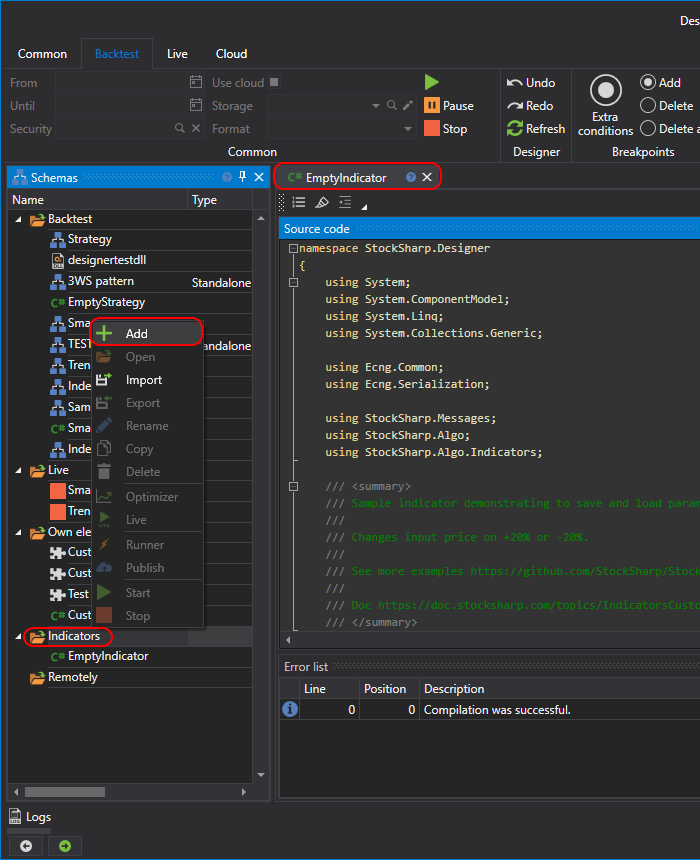 Des
Common Backtest Live Cloud
From Use cloud
Until Storage Pause
Security Format Stop
Undo
Redo
Refresh
Extra
conditions
Add
Delete
Delete a
Common Designer Breakpoints
Schemas
Name Type
Backtest
Strategy
designertestdll
3WS pattern Standalone
EmptyStrategy
Sma
TEST andalone
Tren
Inde
Sam
Sma
Inde
Live
Sma
Tren
Own ele
Cust
Cust
Test
Cust
Indicators
EmptyIndicator
Remotely
Add
Open
Import
Export
Rename
Copy
Delete
Optimizer
Live
Runner
Publish
Start
Stop
C# EmptyIndicator
Source code
namespace StockSharp.Designer
{
using System;
using System.ComponentModel;
using System.Linq;
using System.Collections.Generic;
using Ecng.Common;
using Ecng.Serialization;
using StockSharp.Messages;
using StockSharp.Algo;
using StockSharp.Algo.Indicators;
/// <summary>
/// Sample indicator demonstrating to save and load param
///
/// Changes input price on +20% or -20%.
///
/// See more examples https://github.com/StockSharp/Stock
///
/// Doc https://doc.stocksharp.com/topics/IndicatorsCusto
/// </summary>
Error list
Line Position Description
0 0 Compilation was successful.
Logs